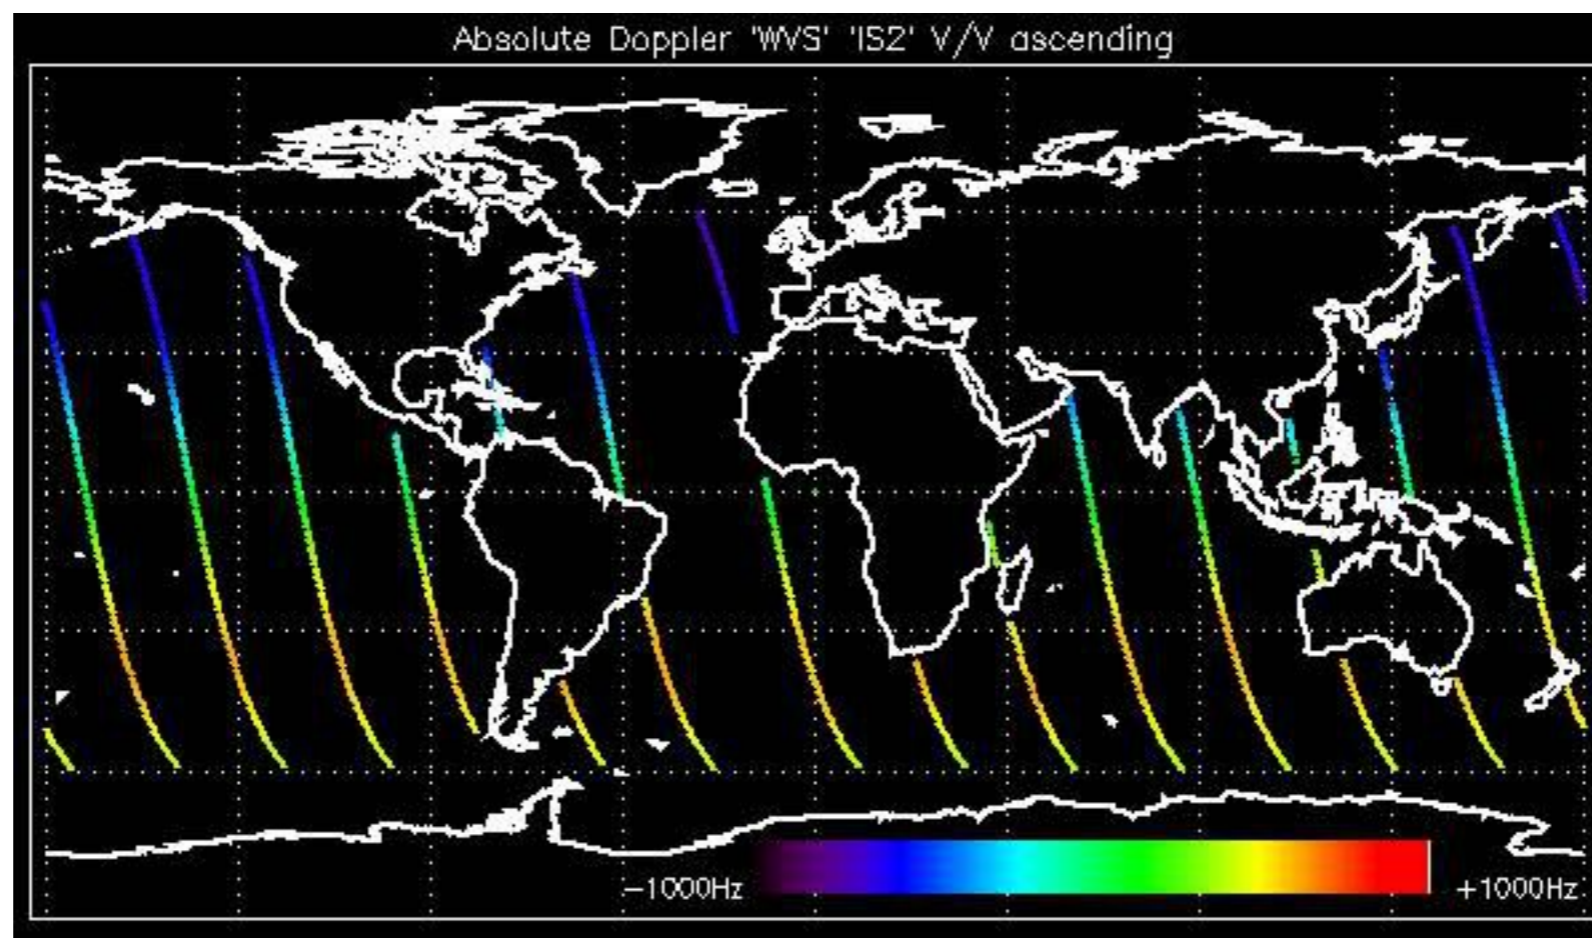 Absolute Doppler 'WVS' 'IS2' V/V ascending
-1000Hz +1000Hz